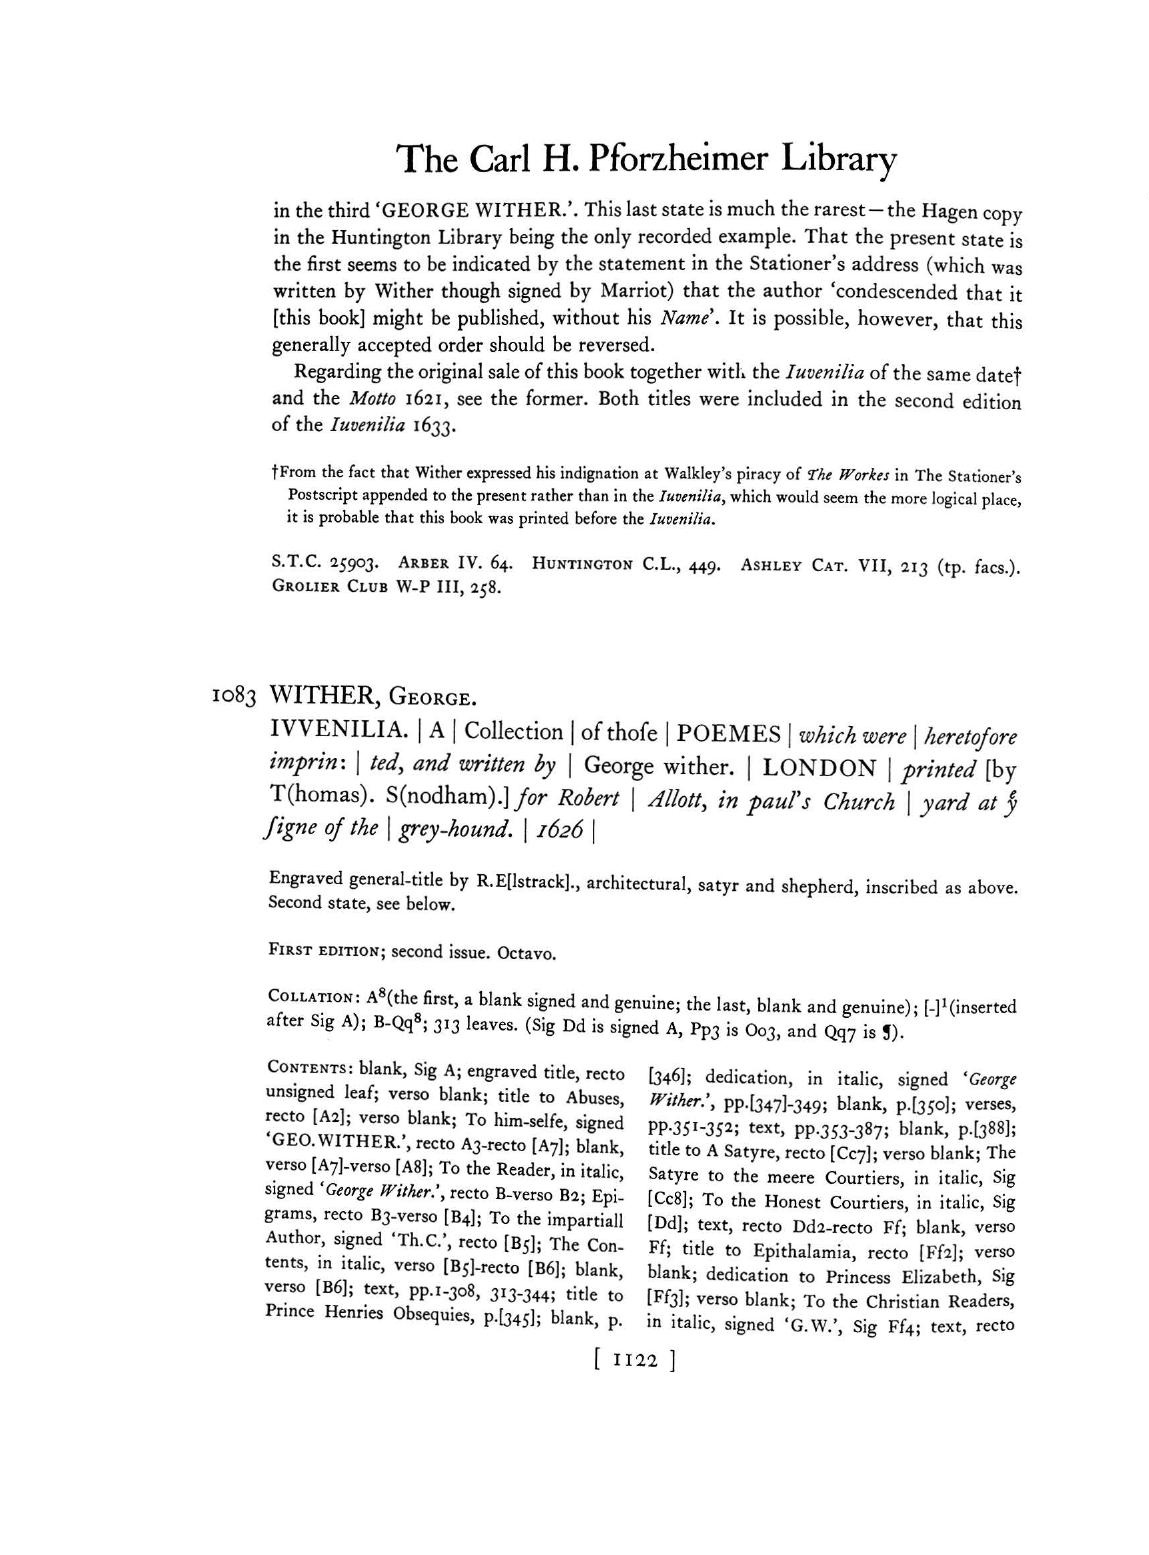 The Carl H. Pforzheimer Library
in the third ‘GEORGE WITHER.’. This last state is much the rarest—the Hagen copy
in the Huntington Library being the only recorded example. That the present state is
the first seems to be indicated by the statement in the Stationer’s address (which was
written by Wither though signed by Marriot) that the author ‘condescended that it
[this book] might be published, without his Name’. It is possible, however, that this
generally accepted order should be reversed.
Regarding the original sale of this book together with the Iuvenilia of the same date†
and the Motto 1621, see the former. Both titles were included in the second edition
of the Iuvenilia 1633.
†From the fact that Wither expressed his indignation at Walkley’s piracy of The Workes in The Stationer’s
Postscript appended to the present rather than in the Iuvenilia, which would seem the more logical place,
it is probable that this book was printed before the Iuvenilia.
S.T.C. 25903. ARBER IV. 64. HUNTINGTON C.L., 449. ASHLEY CAT. VII, 213 (tp. facs.).
GROLIER CLUB W-P III, 258.
1083 WITHER, GEORGE.
IVVENILIA. | A | Collection | of thoſe | POEMES | which were | heretofore
imprin: | ted, and written by | George wither. | LONDON | printed [by
T(homas). S(nodham).] for Robert | Allott, in paul’s Church | yard at yͤ
ſigne of the | grey-hound. | 1626 |
Engraved general-title by R.E[lstrack]., architectural, satyr and shepherd, inscribed as above.
Second state, see below.
FIRST EDITION; second issue. Octavo.
COLLATION: A⁸(the first, a blank signed and genuine; the last, blank and genuine); [-]¹(inserted
after Sig A); B-Qq⁸; 313 leaves. (Sig Dd is signed A, Pp3 is Oo3, and Qq7 is ¶).
CONTENTS: blank, Sig A; engraved title, recto
unsigned leaf; verso blank; title to Abuses,
recto [A2]; verso blank; To him-selfe, signed
‘GEO.WITHER.’, recto A3-recto [A7]; blank,
verso [A7]-verso [A8]; To the Reader, in italic,
signed ‘George Wither.’, recto B-verso B2; Epi-
grams, recto B3-verso [B4]; To the impartiall
Author, signed ‘Th.C.’, recto [B5]; The Con-
tents, in italic, verso [B5]-recto [B6]; blank,
verso [B6]; text, pp.1-308, 313-344; title to
Prince Henries Obsequies, p.[345]; blank, p.
[346]; dedication, in italic, signed ‘George
Wither.’, pp.[347]-349; blank, p.[350]; verses,
pp.351-352; text, pp.353-387; blank, p.[388];
title to A Satyre, recto [Cc7]; verso blank; The
Satyre to the meere Courtiers, in italic, Sig
[Cc8]; To the Honest Courtiers, in italic, Sig
[Dd]; text, recto Dd2-recto Ff; blank, verso
Ff; title to Epithalamia, recto [Ff2]; verso
blank; dedication to Princess Elizabeth, Sig
[Ff3]; verso blank; To the Christian Readers,
in italic, signed ‘G.W.’, Sig Ff4; text, recto
[ 1122 ]